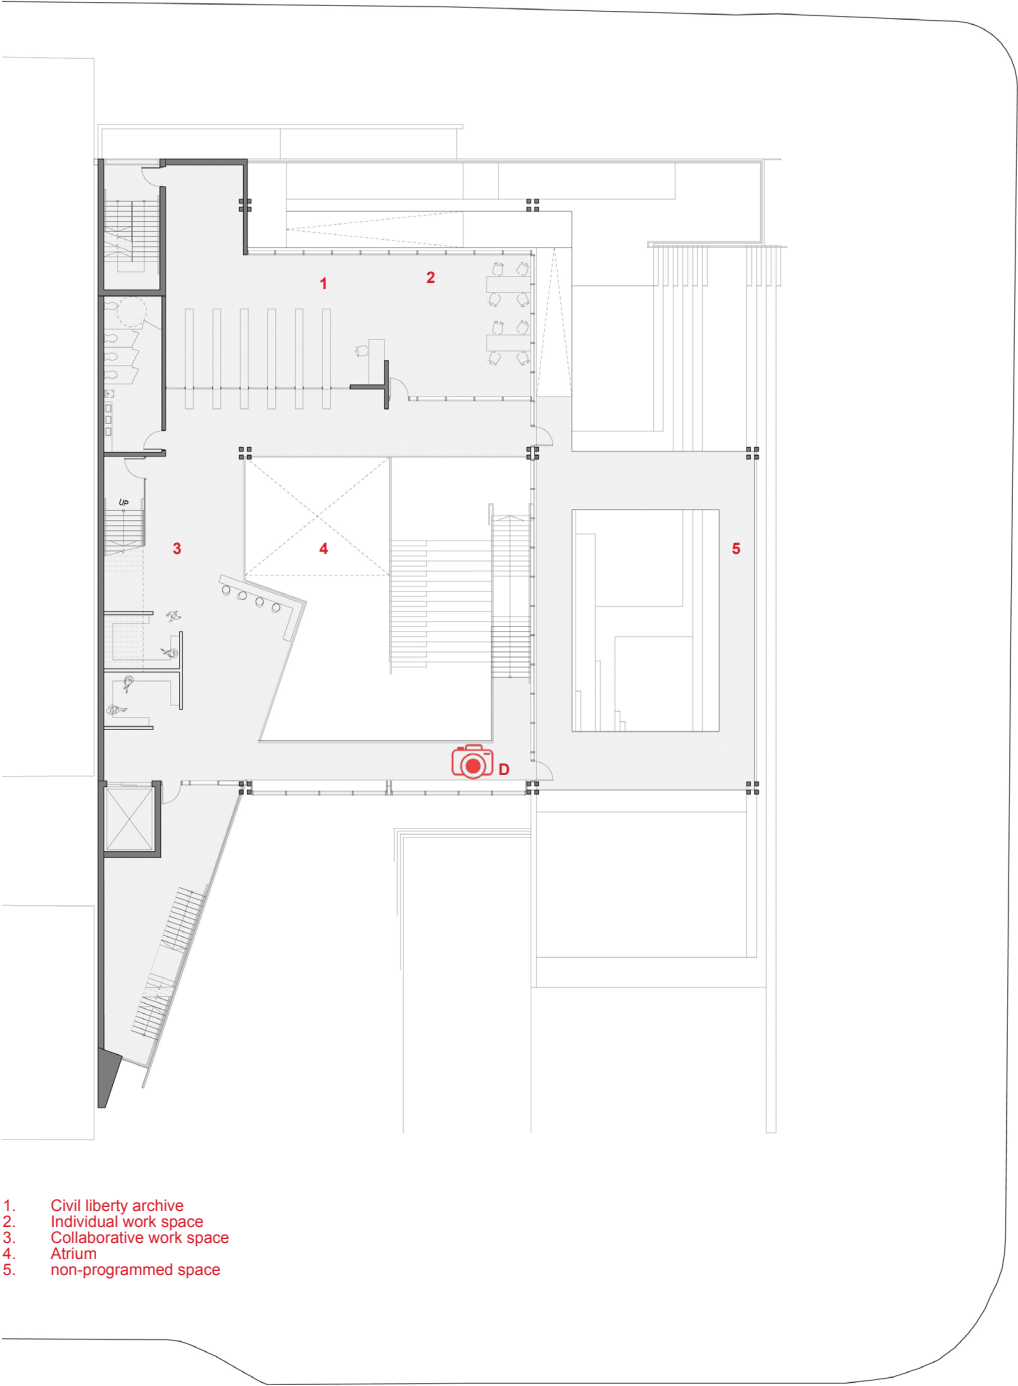 1
2
UP
3
4
5
D
1. Civil liberty archive
2. Individual work space
3. Collaborative work space
4. Atrium
5. non-programmed space